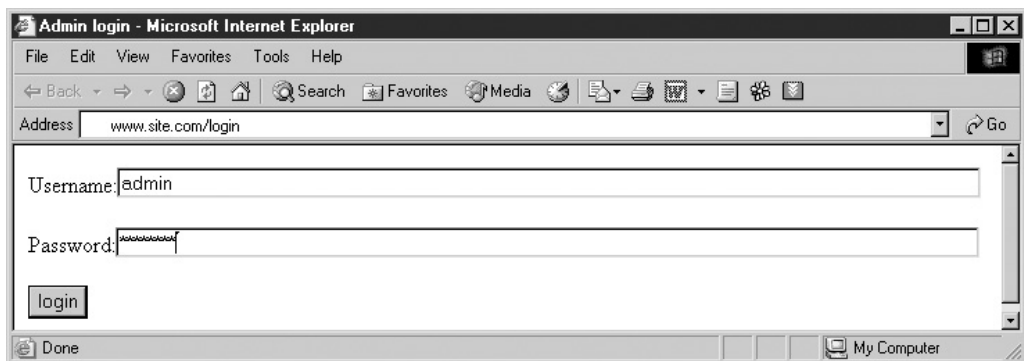 Admin login - Microsoft Internet Explorer
File Edit View Favorites Tools Help
Back Search Favorites Media
Address www.site.com/login Go
Username: admin
Password: **********
login
Done My Computer